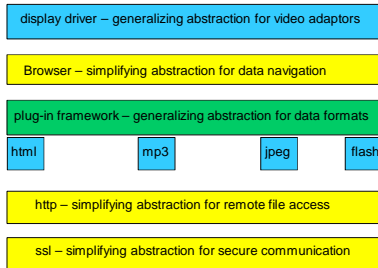 display driver – generalizing abstraction for video adaptors
Browser – simplifying abstraction for data navigation
plug-in framework – generalizing abstraction for data formats
html mp3 jpeg flash
http – simplifying abstraction for remote file access
ssl – simplifying abstraction for secure communication